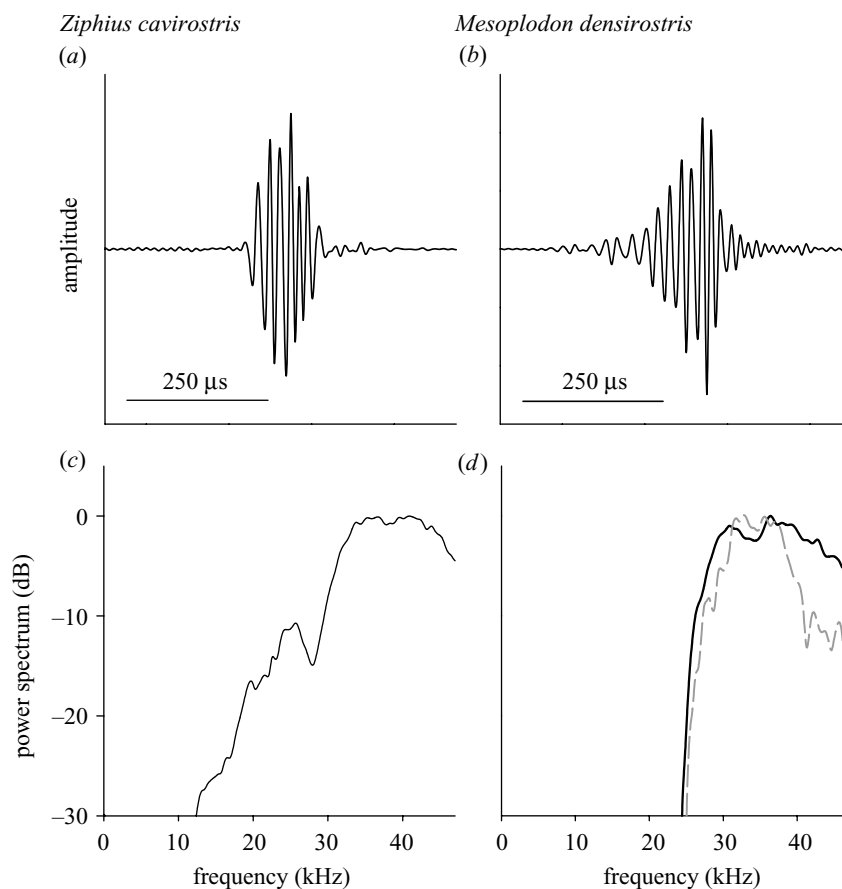 Ziphius cavirostris
Mesoplodon densirostris
(a)
(b)
amplitude
250 µs
250 µs
(c)
(d)
power spectrum (dB)
0
–10
–20
–30
0
10
20
30
40
frequency (kHz)
0
10
20
30
40
frequency (kHz)